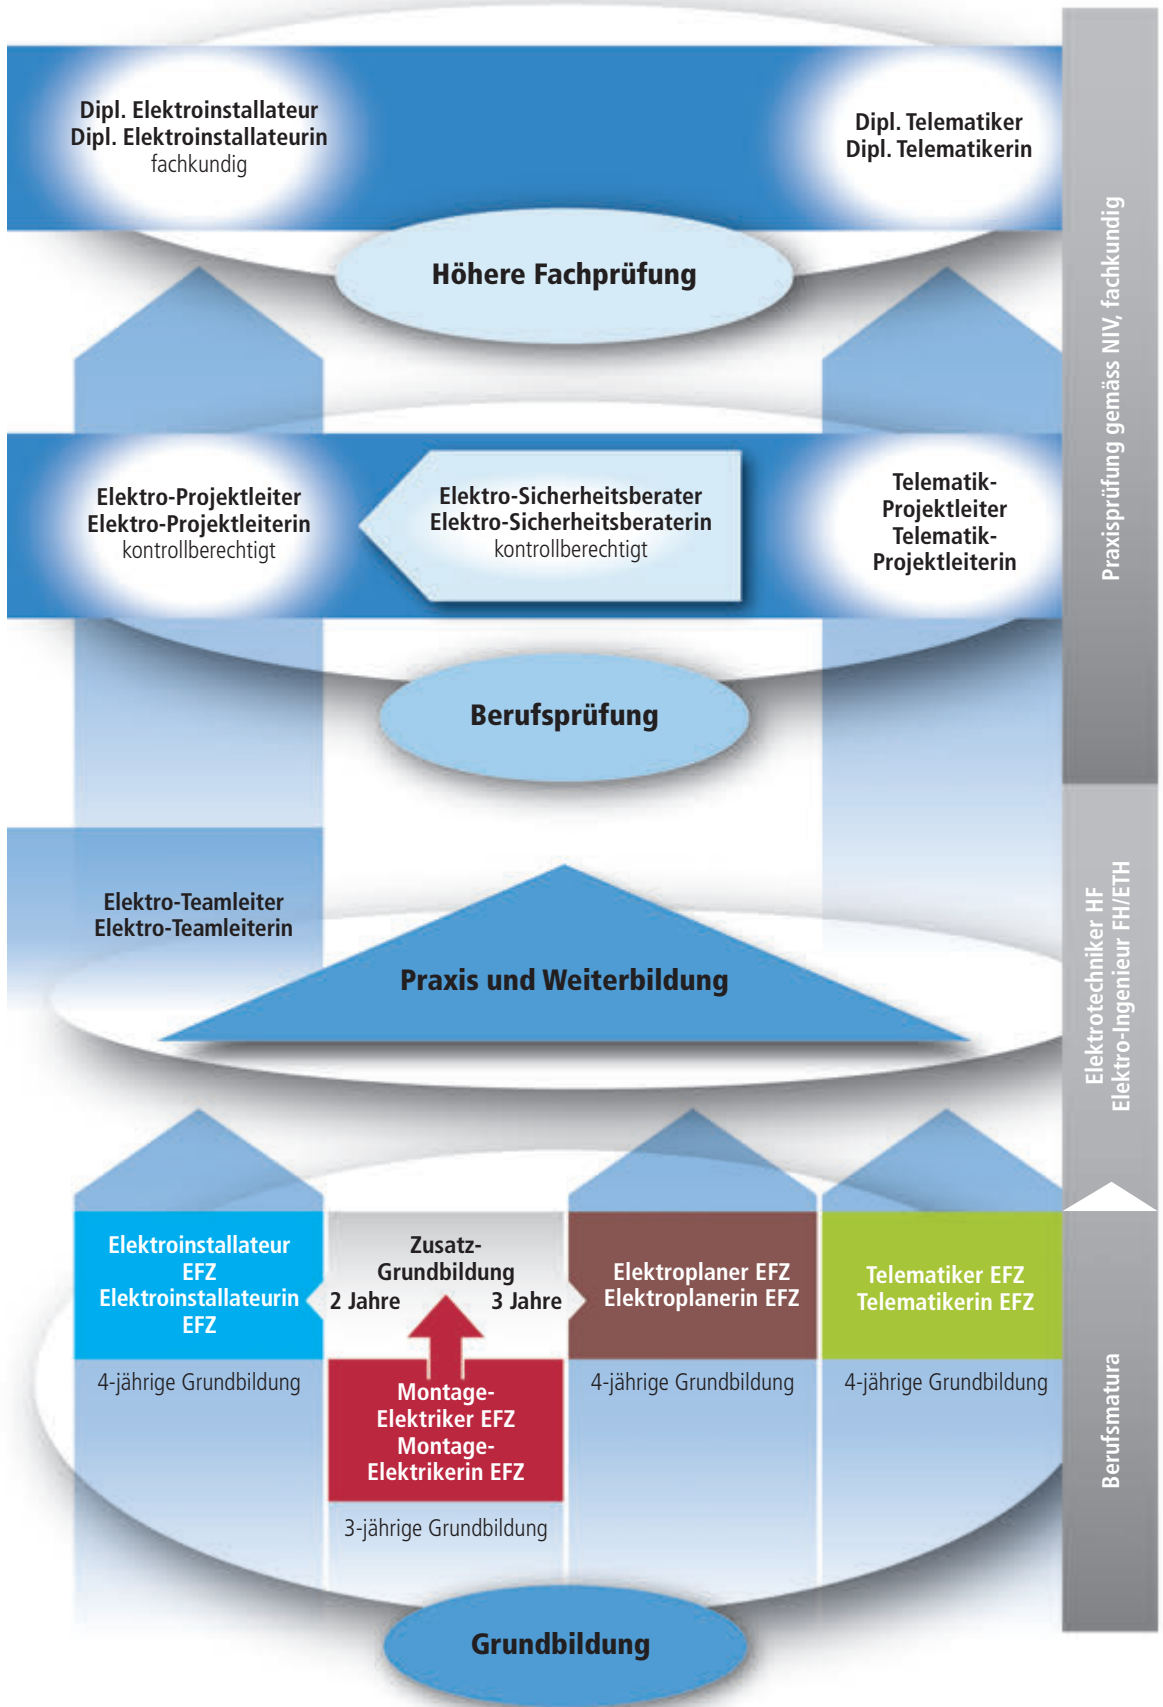 Dipl. Elektroinstallateur
Dipl. Elektroinstallateurin
fachkundig
Dipl. Telematiker
Dipl. Telematikerin
Höhere Fachprüfung
Praxisprüfung gemäss NIV, fachkundig
Elektro-Projektleiter
Elektro-Projektleiterin
kontrollberechtigt
Elektro-Sicherheitsberater
Elektro-Sicherheitsberaterin
kontrollberechtigt
Telematik-
Projektleiter
Telematik-
Projektleiterin
Berufsprüfung
Elektro-Teamleiter
Elektro-Teamleiterin
Praxis und Weiterbildung
Elektrotechniker HF
Elektro-Ingenieur FH/ETH
Elektroinstallateur
EFZ
Elektroinstallateurin
EFZ
4-jährige Grundbildung
Zusatz-
Grundbildung
2 Jahre 3 Jahre
Montage-
Elektriker EFZ
Montage-
Elektrikerin EFZ
3-jährige Grundbildung
Elektroplaner EFZ
Elektroplanerin EFZ
4-jährige Grundbildung
Telematiker EFZ
Telematikerin EFZ
4-jährige Grundbildung
Berufsmatura
Grundbildung